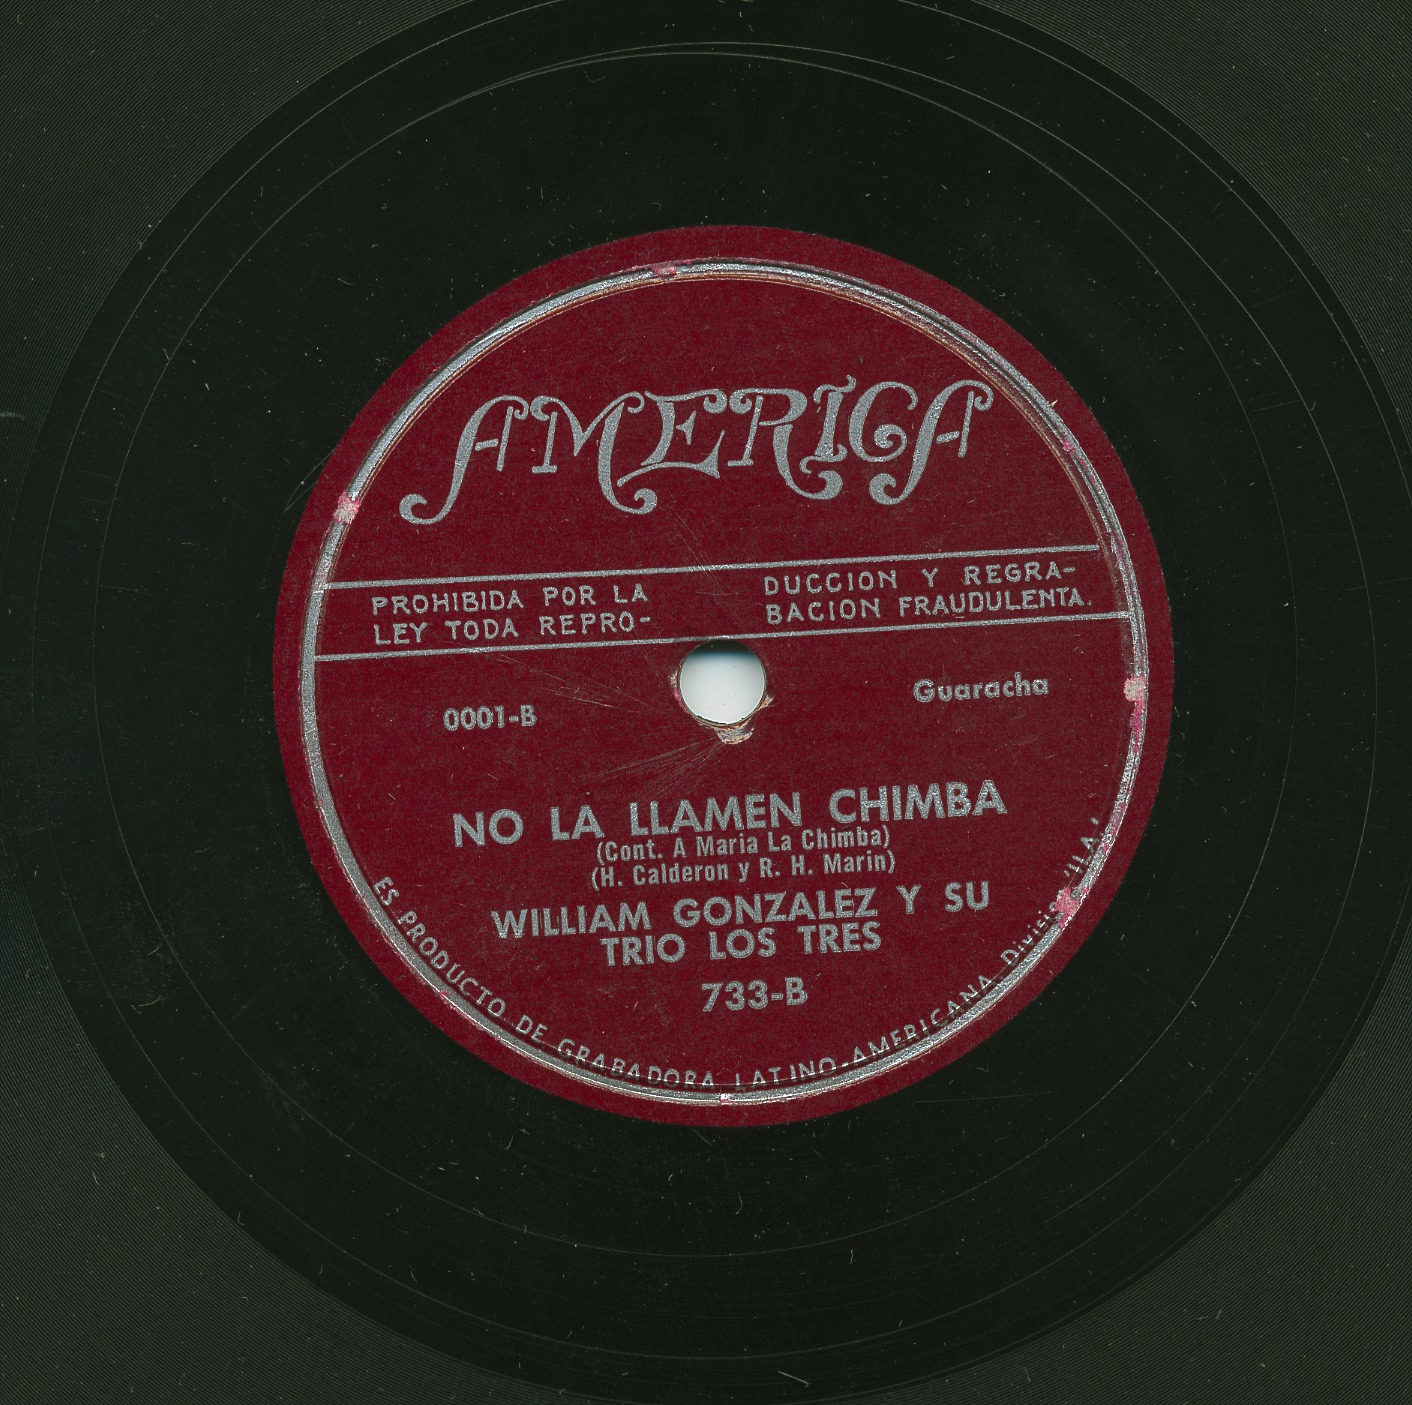 AMERICA
PROHIBIDA POR LA
LEY TODA REPRO-
DUCCION Y REGRA-
BACION FRAUDULENTA.
0001-B
Guaracha
NO LA LLAMEN CHIMBA
(Cont. A Maria La Chimba)
(H. Calderon y R. H. Marin)
WILLIAM GONZALEZ Y SU
TRIO LOS TRES
733-B
ES PRODUCTO DE GRABADORA LATINO-AMERICANA